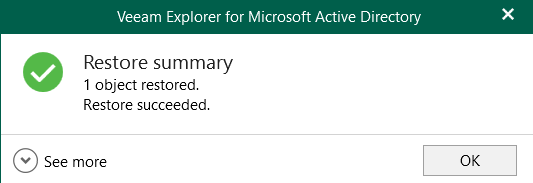 Veeam Explorer for Microsoft Active Directory
Restore summary
1 object restored.
Restore succeeded.
See more
OK